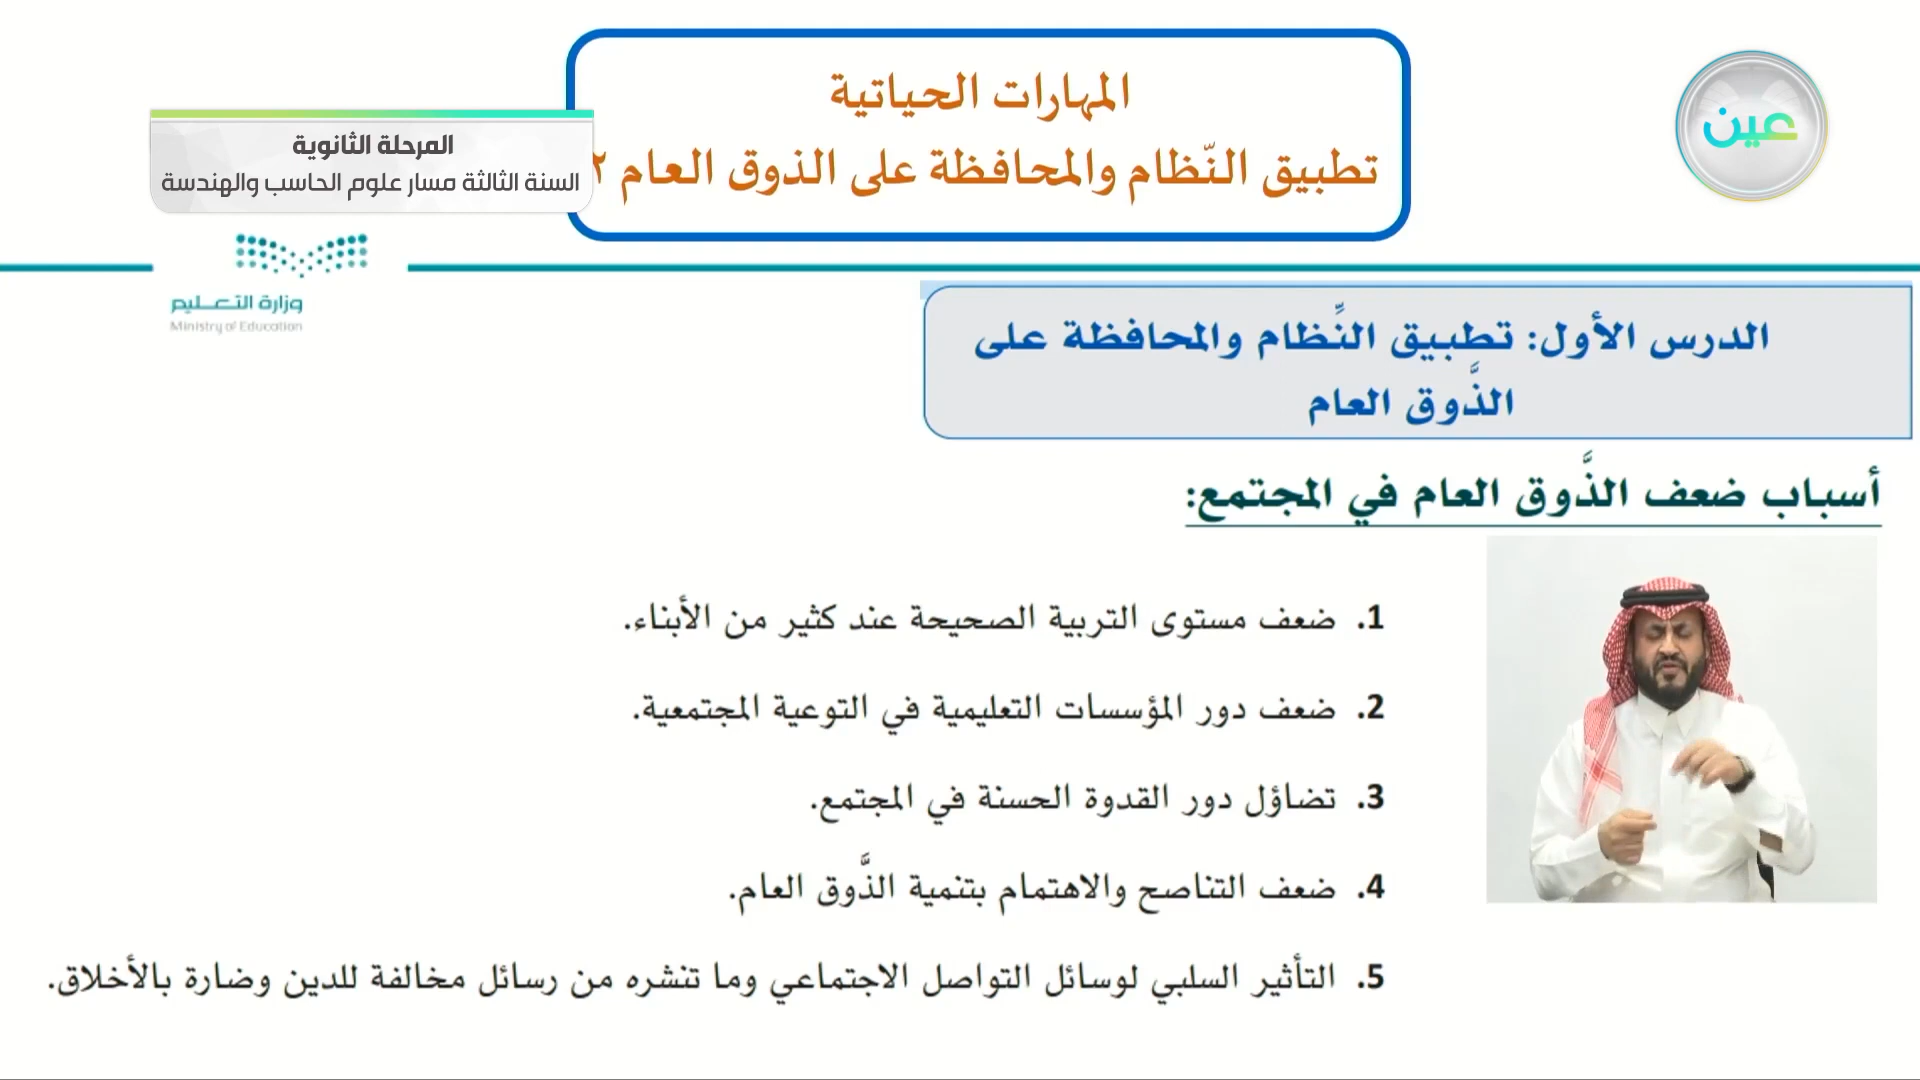 المهارات الحياتية
تطبيق النّظام والمحافظة على الذوق العام ٢
عين
المرحلة الثانوية
السنة الثالثة مسار علوم الحاسب والهندسة
وزارة التعليم
Ministry of Education
الدرس الأول: تطبيق النِّظام والمحافظة على
الذَّوق العام
أسباب ضعف الذَّوق العام في المجتمع:
1. ضعف مستوى التربية الصحيحة عند كثير من الأبناء.
2. ضعف دور المؤسسات التعليمية في التوعية المجتمعية.
3. تضاؤل دور القدوة الحسنة في المجتمع.
4. ضعف التناصح والاهتمام بتنمية الذَّوق العام.
5. التأثير السلبي لوسائل التواصل الاجتماعي وما تنشره من رسائل مخالفة للدين وضارة بالأخلاق.